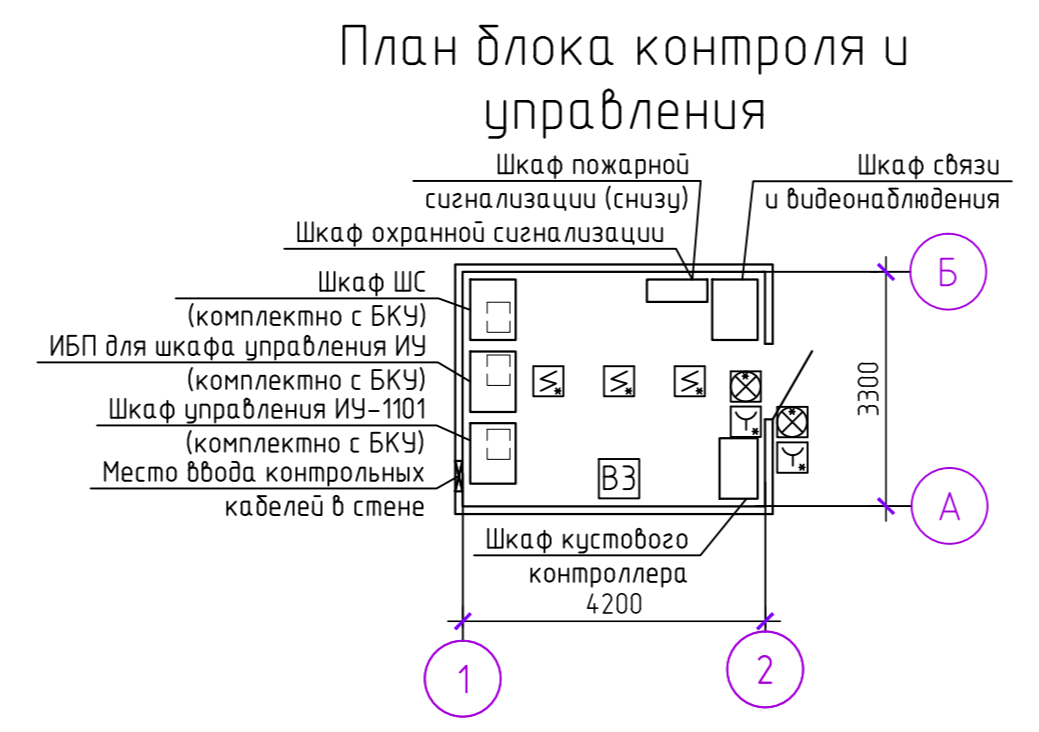 План блока контроля и
управления
Шкаф пожарной
сигнализации (снизу)
Шкаф связи
и видеонаблюдения
Шкаф охранной сигнализации
Шкаф ШС
(комплектно с БКУ)
ИБП для шкафа управления ИУ
(комплектно с БКУ)
Шкаф управления ИУ-1101
(комплектно с БКУ)
Место ввода контрольных
кабелей в стене
Б
3300
А
В3
Шкаф кустового
контроллера
4200
1
2